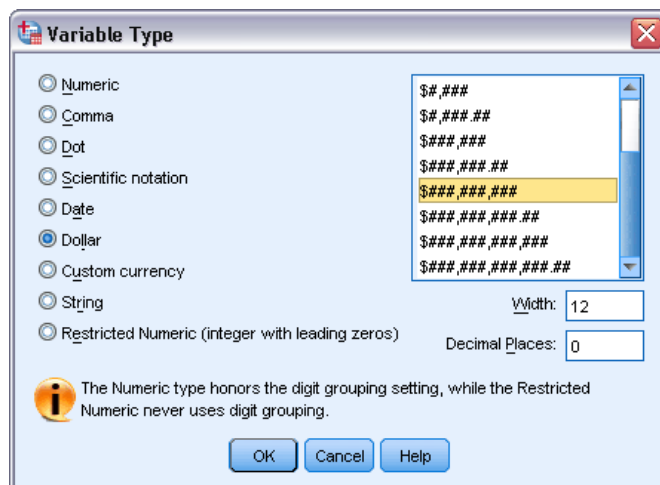 Variable Type
Numeric
Comma
Dot
Scientific notation
Date
Dollar
Custom currency
String
Restricted Numeric (integer with leading zeros)
$#,###
$#,###.##
$###,###
$###,###.##
$###,###,###
$###,###,###.##
$###,###,###,###
$###,###,###,###.##
Width: 12
Decimal Places: 0
The Numeric type honors the digit grouping setting, while the Restricted
Numeric never uses digit grouping.
OK Cancel Help